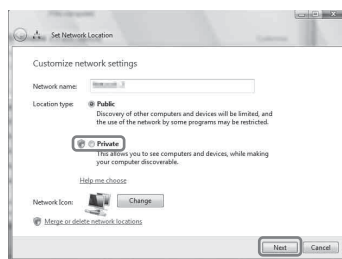 Set Network Location
Customize network settings
Network name:
Location type:
Public
Discovery of other computers and devices will be limited, and
the use of the network by some programs may be restricted.
Private
This allows you to see computers and devices, while making
your computer discoverable.
Help me choose
Network Icon:
Change
Merge or delete network locations
Next
Cancel